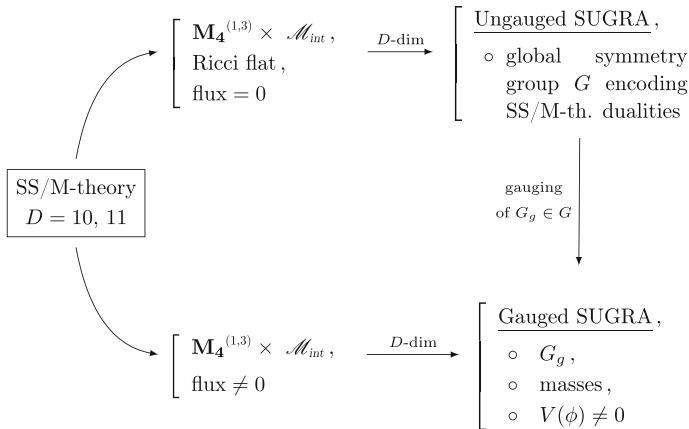 SS/M-theory
D = 10, 11
M₄⁽¹,³⁾ × ℳ_int ,
Ricci flat ,
flux = 0
D-dim
Ungauged SUGRA ,
∘ global symmetry
group G encoding
SS/M-th. dualities
gauging
of G_g ∈ G
M₄⁽¹,³⁾ × ℳ_int ,
flux ≠ 0
D-dim
Gauged SUGRA ,
∘ G_g ,
∘ masses ,
∘ V(ϕ) ≠ 0